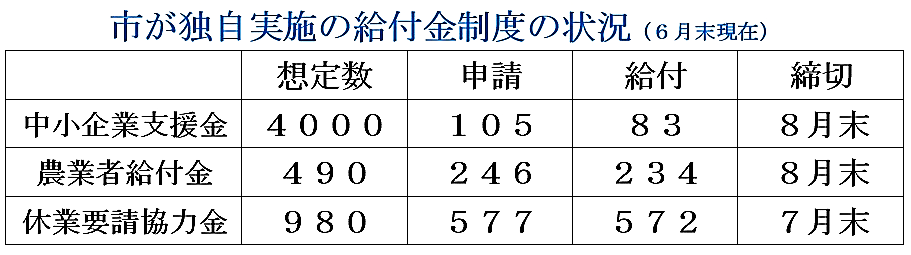 市が独自実施の給付金制度の状況（６月末現在）
想定数 申請 給付 締切
中小企業支援金 ４０００ １０５ ８３ ８月末
農業者給付金 ４９０ ２４６ ２３４ ８月末
休業要請協力金 ９８０ ５７７ ５７２ ７月末